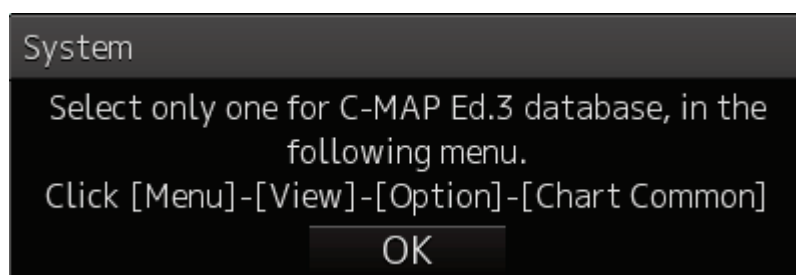 System
Select only one for C-MAP Ed.3 database, in the
following menu.
Click [Menu]-[View]-[Option]-[Chart Common]
OK